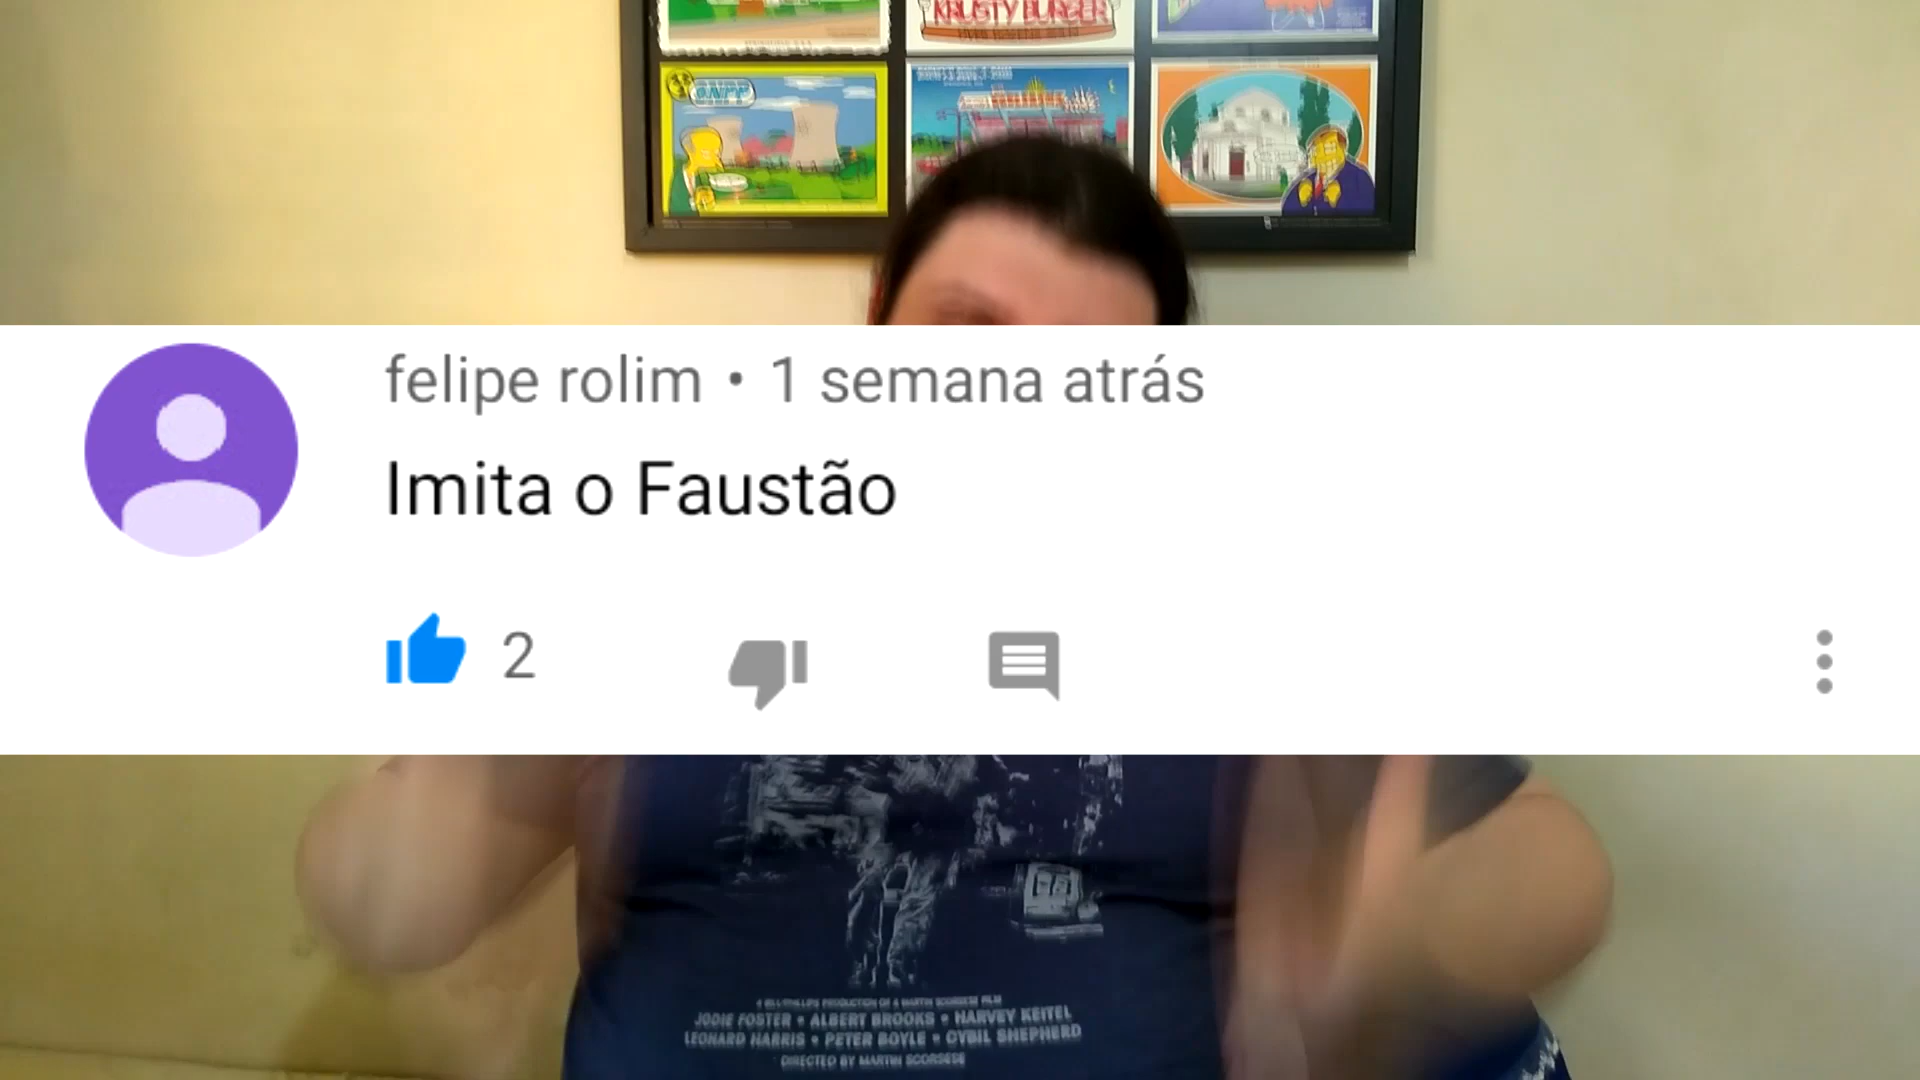 KRUSTY BURGER
SNPP
felipe rolim • 1 semana atrás
Imita o Faustão
2
JODIE FOSTER • ALBERT BROOKS • HARVEY KEITEL
LEONARD HARRIS • PETER BOYLE • CYBIL SHEPHERD
DIRECTED BY MARTIN SCORSESE